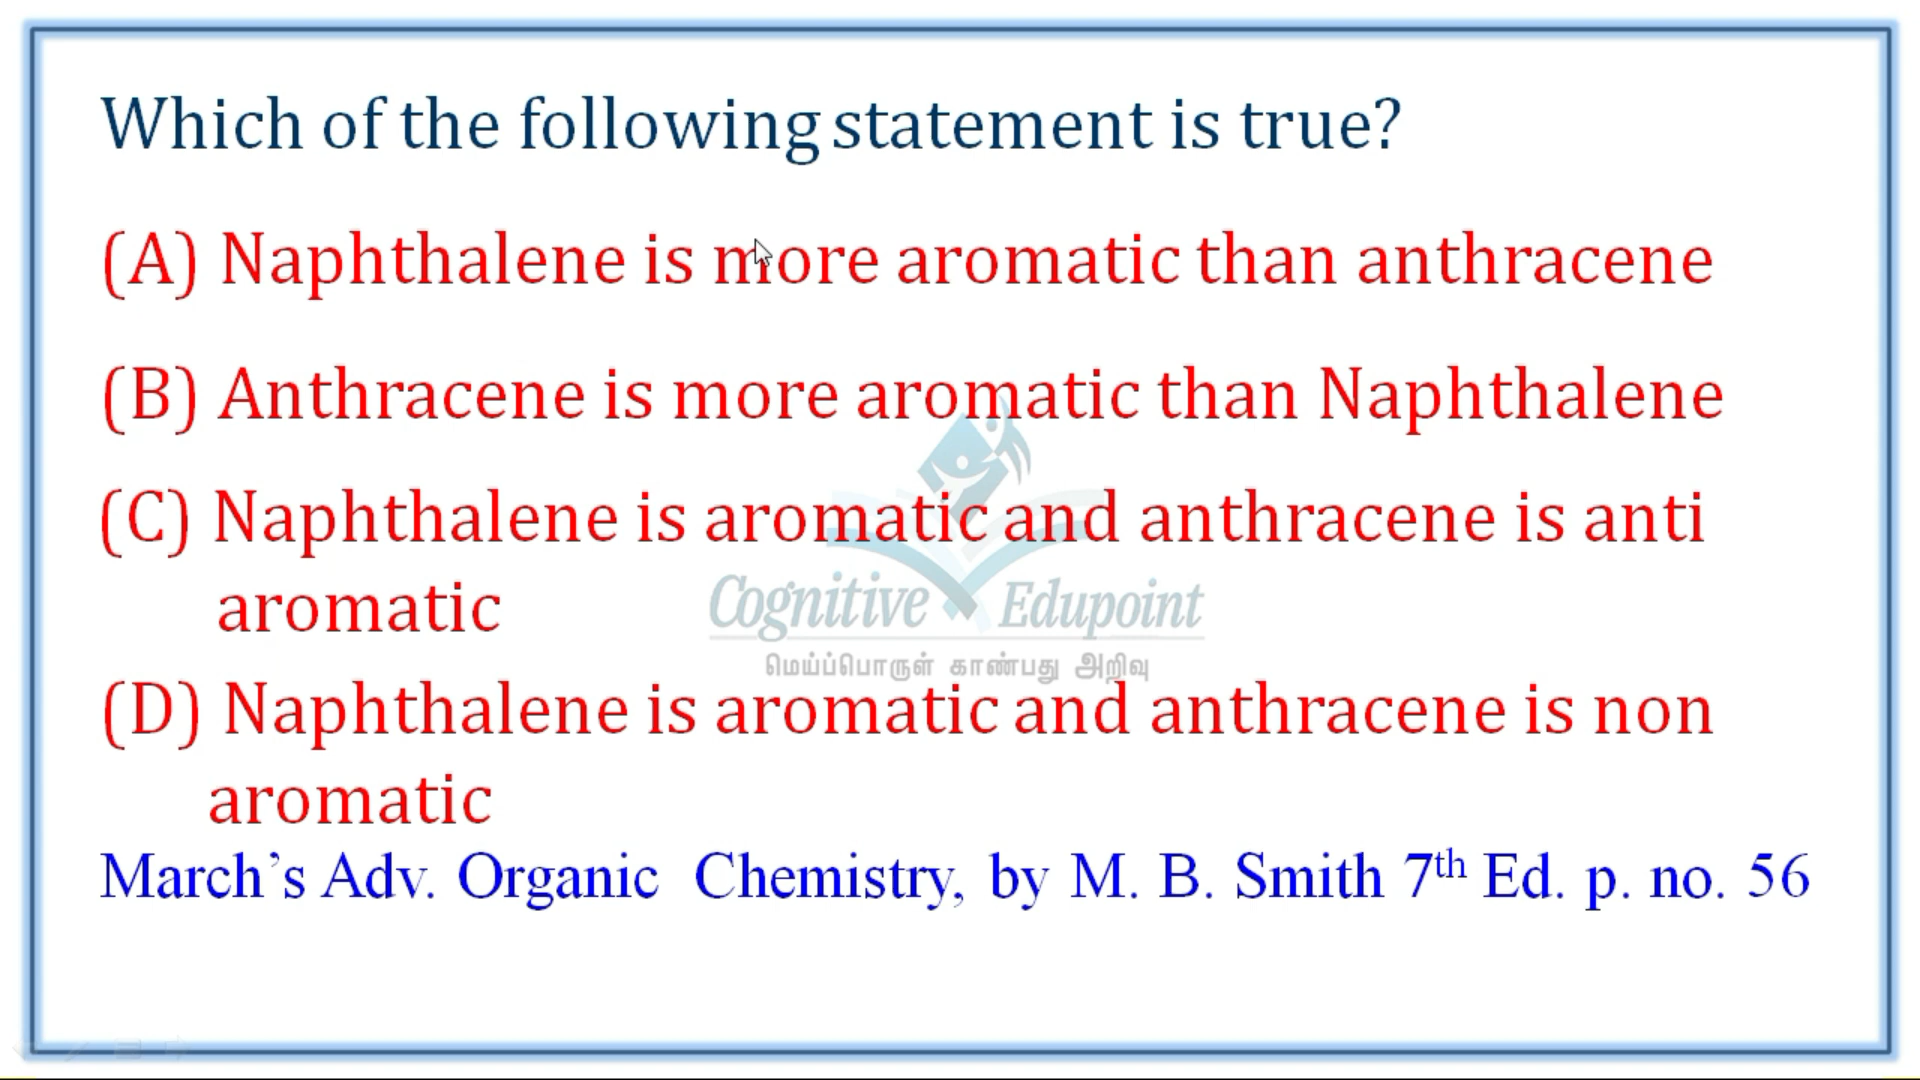 Which of the following statement is true?
(A) Naphthalene is more aromatic than anthracene
(B) Anthracene is more aromatic than Naphthalene
(C) Naphthalene is aromatic and anthracene is anti
aromatic
Cognitive Edupoint
மெய்ப்பொருள் காண்பது அறிவு
(D) Naphthalene is aromatic and anthracene is non
aromatic
March's Adv. Organic Chemistry, by M. B. Smith 7th Ed. p. no. 56